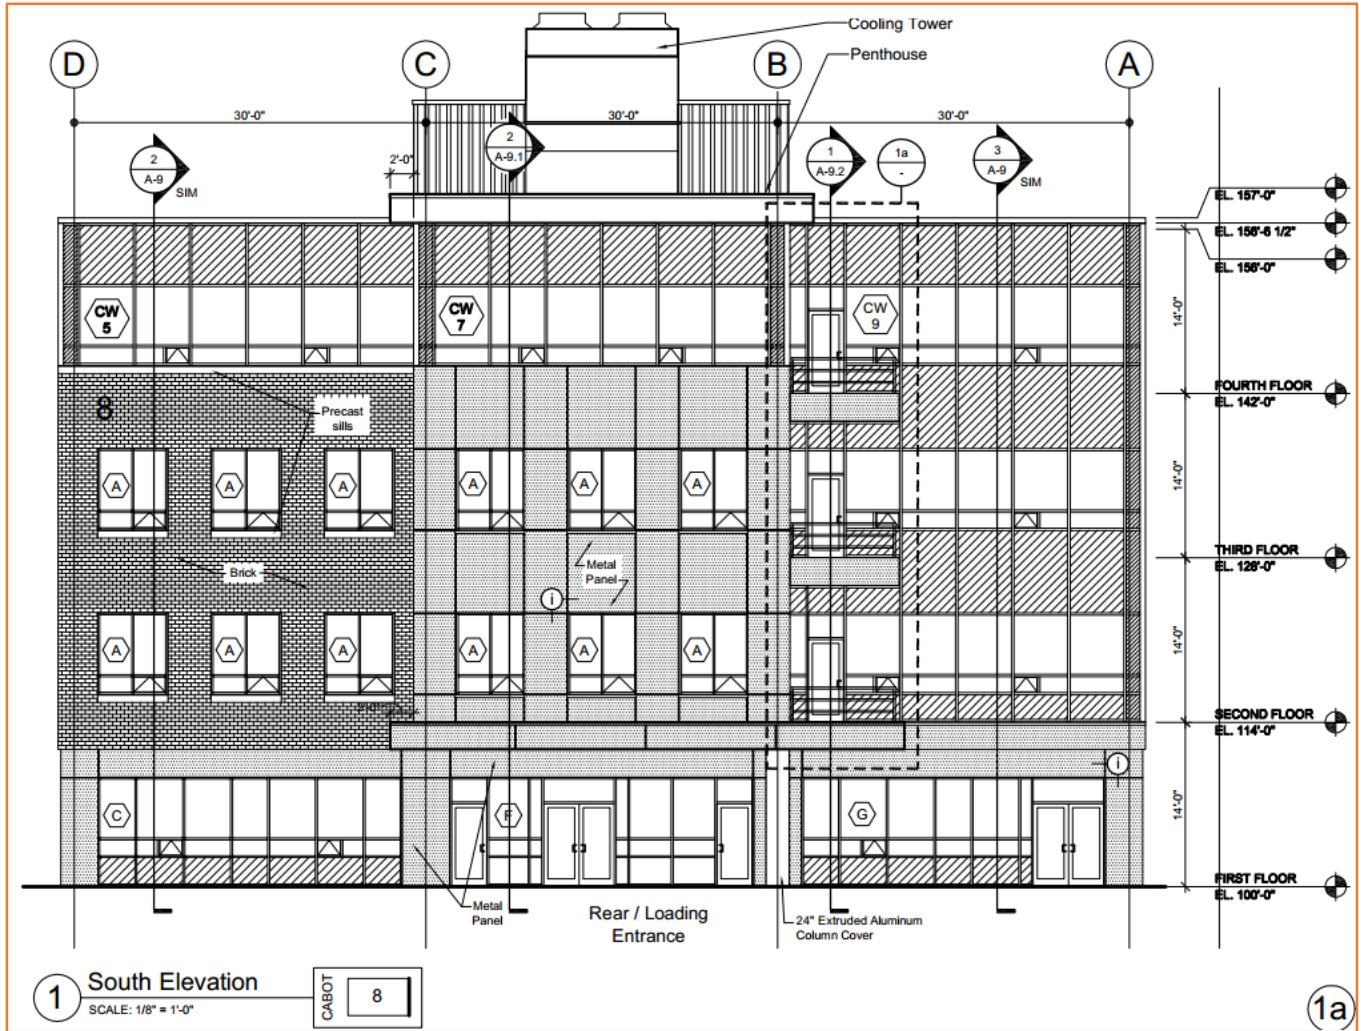 Cooling Tower
Penthouse
D
C
B
A
30'-0"
30'-0"
30'-0"
2'-0"
2
A-9
SIM
2
A-9.1
1
A-9.2
1a
-
3
A-9
SIM
EL. 157'-0"
EL. 156'-6 1/2"
EL. 156'-0"
CW
5
CW
7
CW
9
14'-0"
FOURTH FLOOR
EL. 142'-0"
8
Precast
sills
A
A
A
A
A
A
14'-0"
Brick
Metal
Panel
i
THIRD FLOOR
EL. 128'-0"
A
A
A
A
A
A
14'-0"
2'-0"
SECOND FLOOR
EL. 114'-0"
i
C
F
G
14'-0"
FIRST FLOOR
EL. 100'-0"
Metal
Panel
Rear / Loading
Entrance
24" Extruded Aluminum
Column Cover
1
South Elevation
SCALE: 1/8" = 1'-0"
CABOT
8
1a